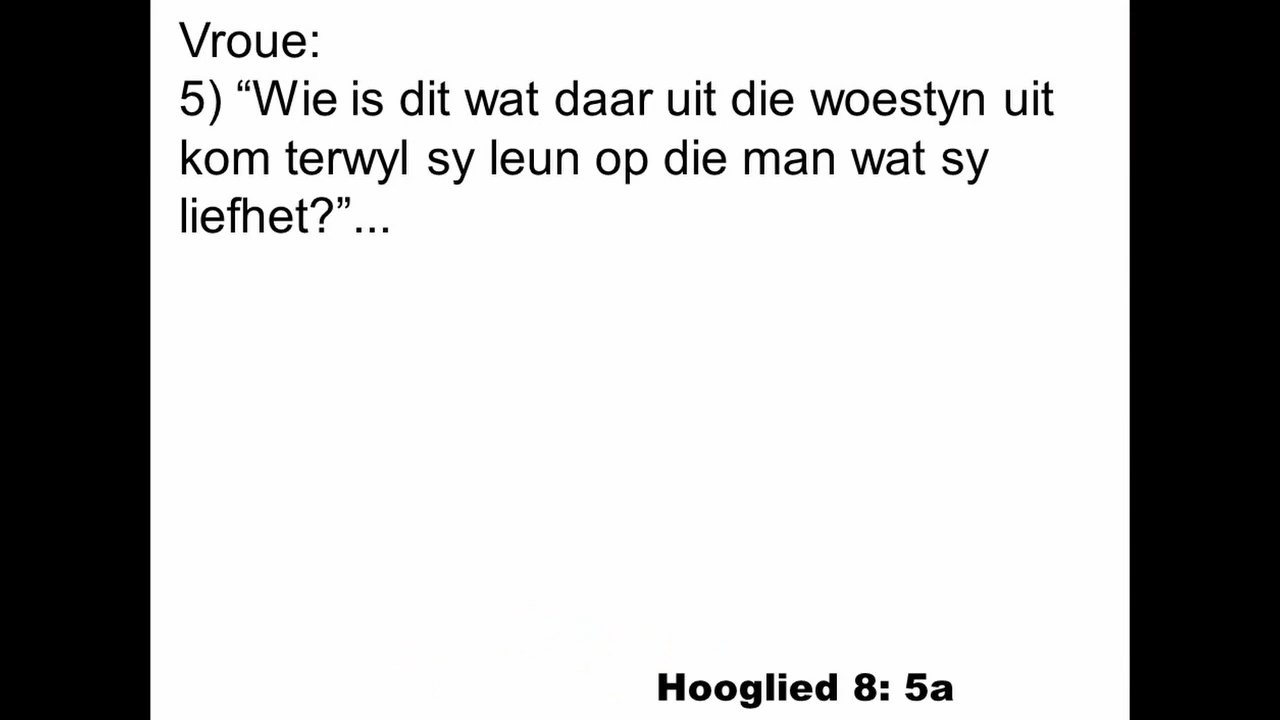 Vroue:
5) “Wie is dit wat daar uit die woestyn uit
kom terwyl sy leun op die man wat sy
liefhet?”...
Hooglied 8: 5a